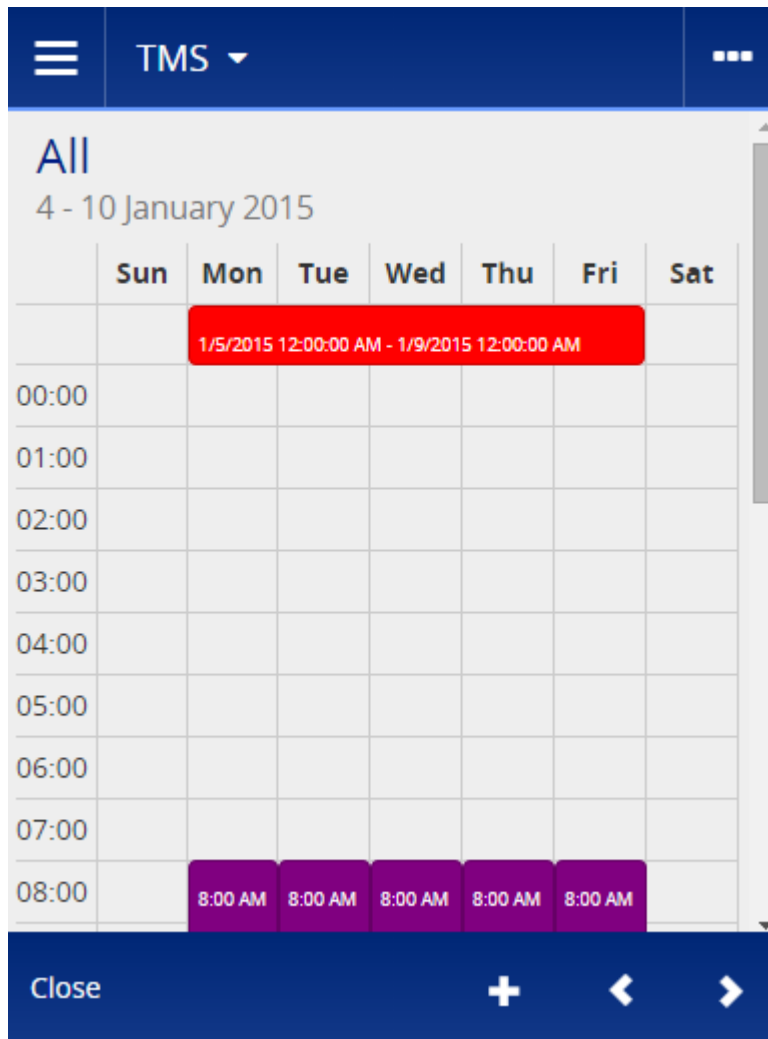 TMS
All
4 - 10 January 2015
Sun Mon Tue Wed Thu Fri Sat
1/5/2015 12:00:00 AM - 1/9/2015 12:00:00 AM
00:00
01:00
02:00
03:00
04:00
05:00
06:00
07:00
08:00 8:00 AM 8:00 AM 8:00 AM 8:00 AM 8:00 AM
Close